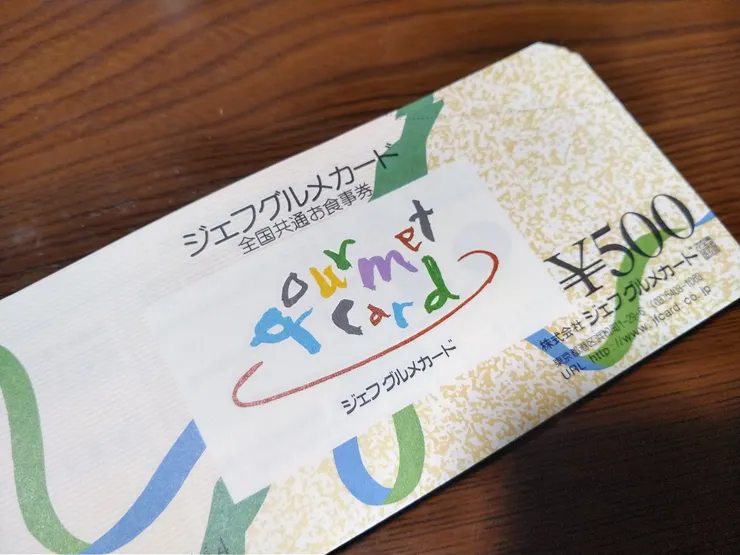 ジェフグルメカード
全国共通お食事券
gourmet
card
ジェフグルメカード
¥500
株式会社 ジェフグルメカード
URL http://www.jfcard.co.jp